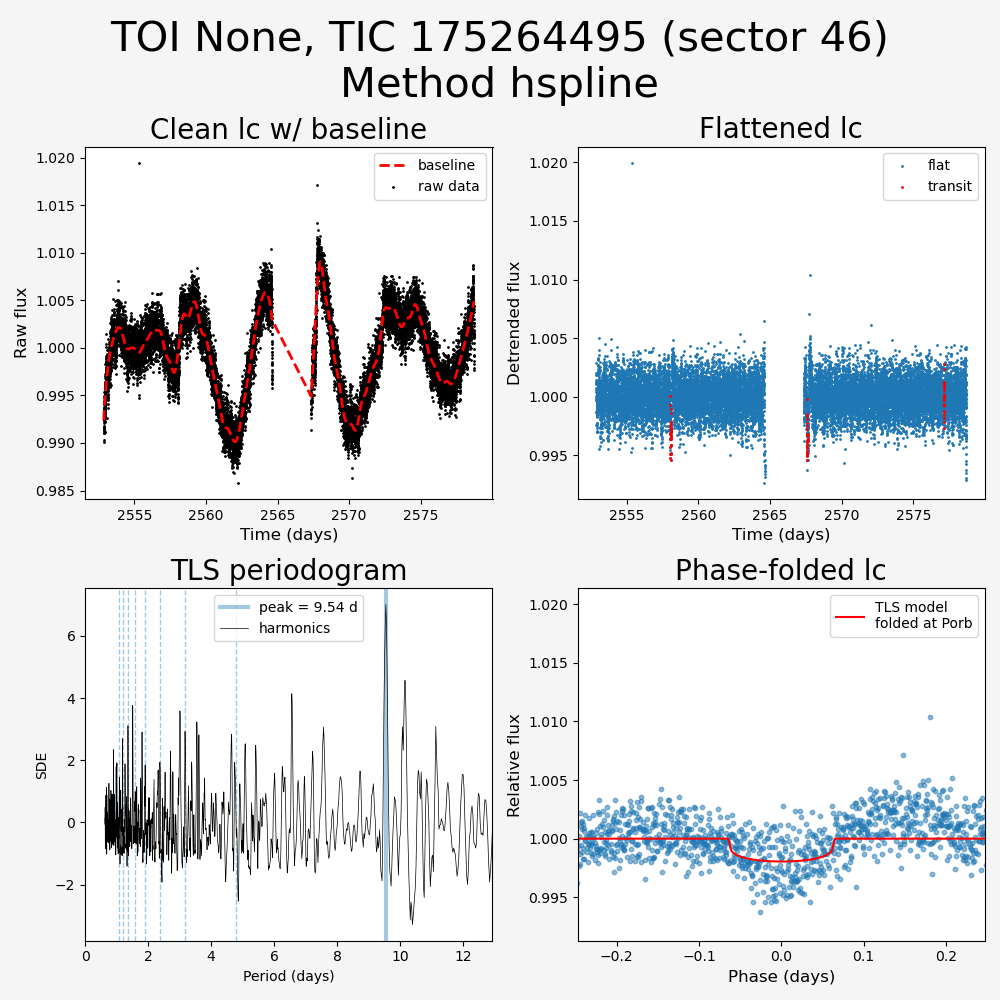 TOI None, TIC 175264495 (sector 46)
Method hspline
Clean lc w/ baseline
Flattened lc
baseline
raw data
flat
transit
1.020
1.015
1.010
1.005
1.000
0.995
0.990
0.985
Raw flux
2555
2560
2565
2570
2575
Time (days)
1.020
1.015
1.010
1.005
1.000
0.995
Detrended flux
2555
2560
2565
2570
2575
Time (days)
TLS periodogram
Phase-folded lc
peak = 9.54 d
harmonics
6
4
2
0
−2
SDE
0
2
4
6
8
10
12
Period (days)
TLS model
folded at Porb
1.020
1.015
1.010
1.005
1.000
0.995
Relative flux
−0.2
−0.1
0.0
0.1
0.2
Phase (days)